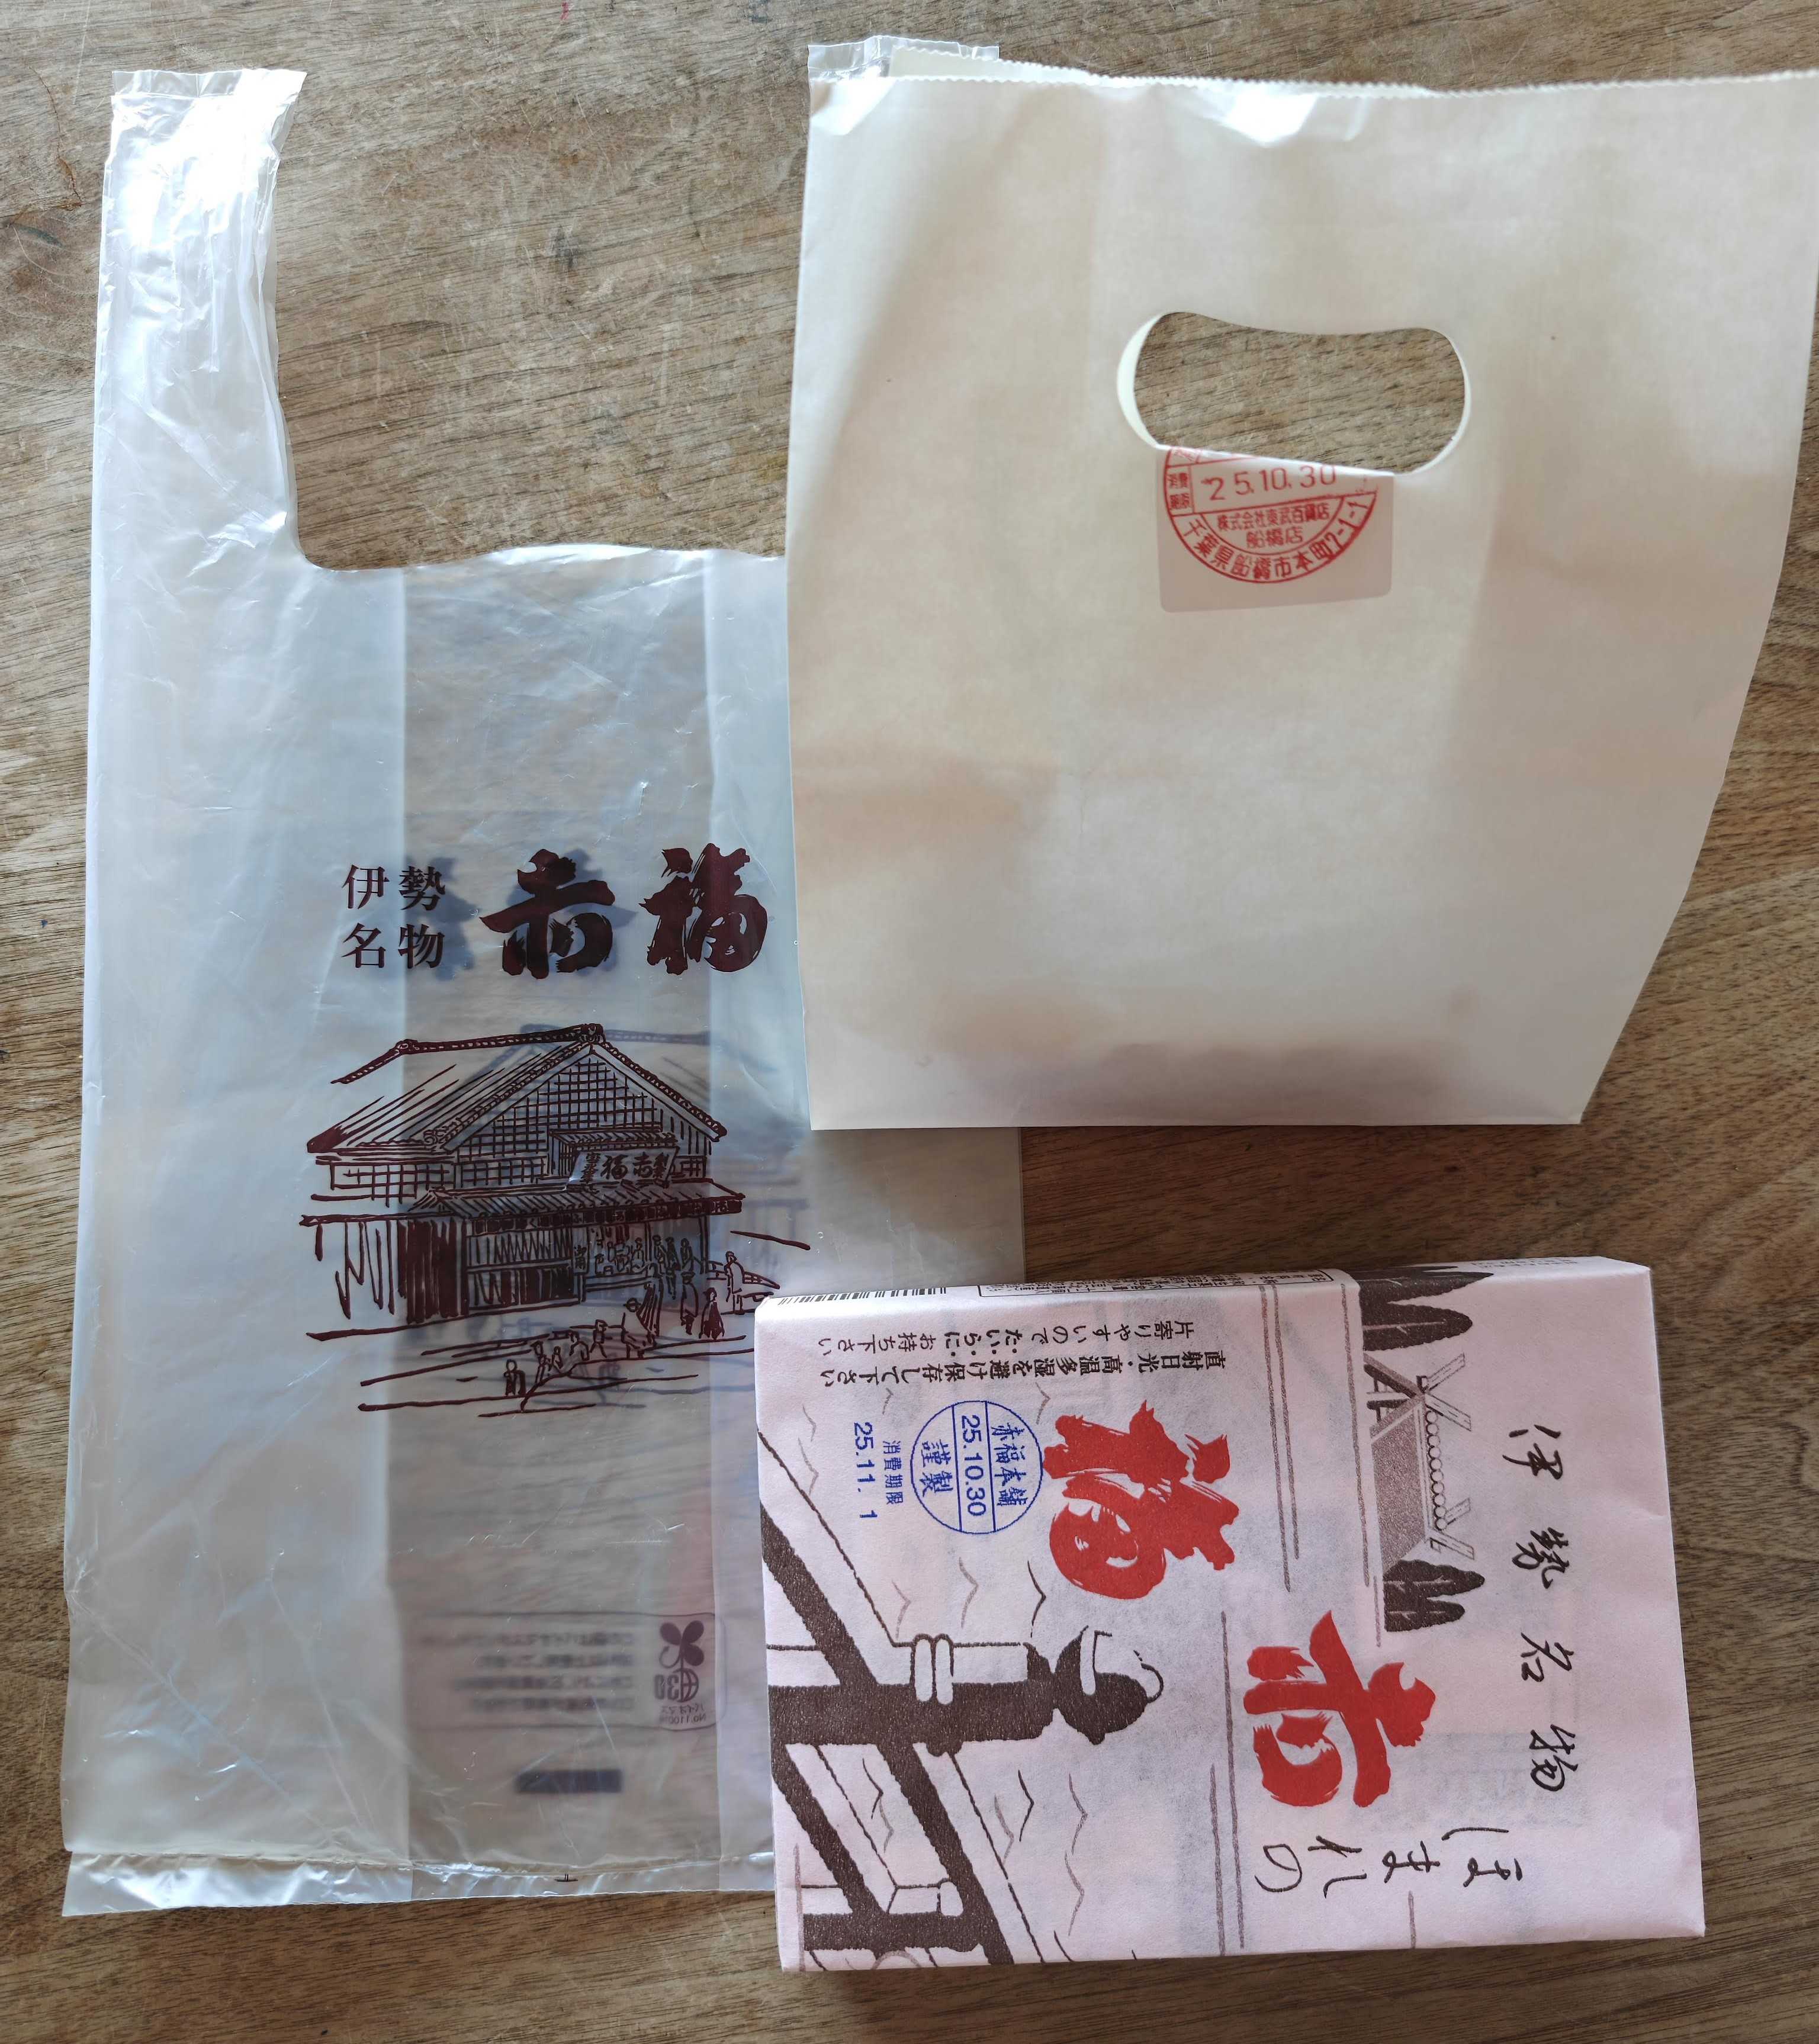 伊勢
名物
赤福
赤福
消費
期限
25.10.30
株式会社東武百貨店
船橋店
千葉県船橋市本町7-1-1
伊勢名物
ほまれの
赤福
直射日光・高温多湿を避け保存して下さい
片寄りやすいのでたいらにお持ち下さい
赤福本舗
25.10.30
謹製
消費期限
25.11. 1